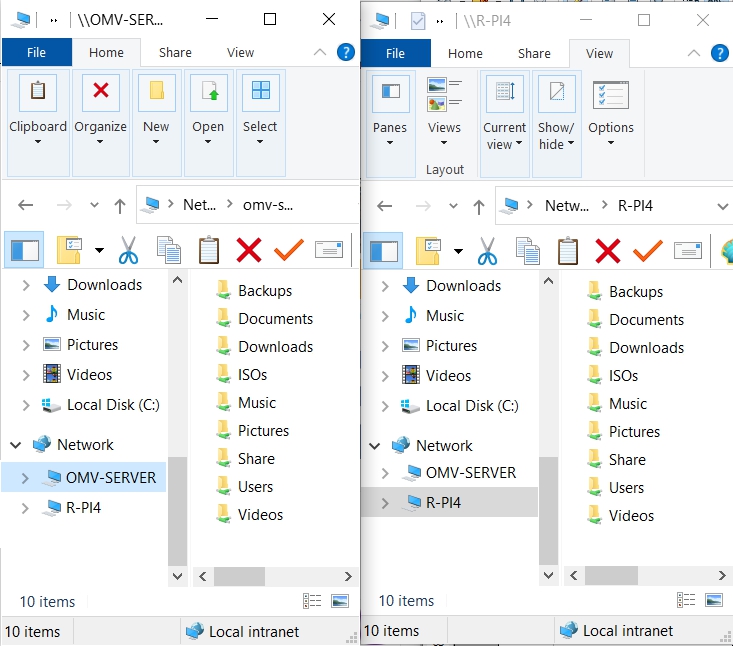 \\OMV-SER...
File
Home
Share
View
?
Clipboard
Organize
New
Open
Select
Net...
omv-s...
Downloads
Music
Pictures
Videos
Local Disk (C:)
Network
OMV-SERVER
R-PI4
Backups
Documents
Downloads
ISOs
Music
Pictures
Share
Users
Videos
10 items
10 items
Local intranet
\\R-PI4
File
Home
Share
View
?
Panes
Views
Current
view
Show/
hide
Options
Layout
Netw...
R-PI4
Downloads
Music
Pictures
Videos
Local Disk (C:)
Network
OMV-SERVER
R-PI4
Backups
Documents
Downloads
ISOs
Music
Pictures
Share
Users
Videos
10 items
10 items
Local intranet